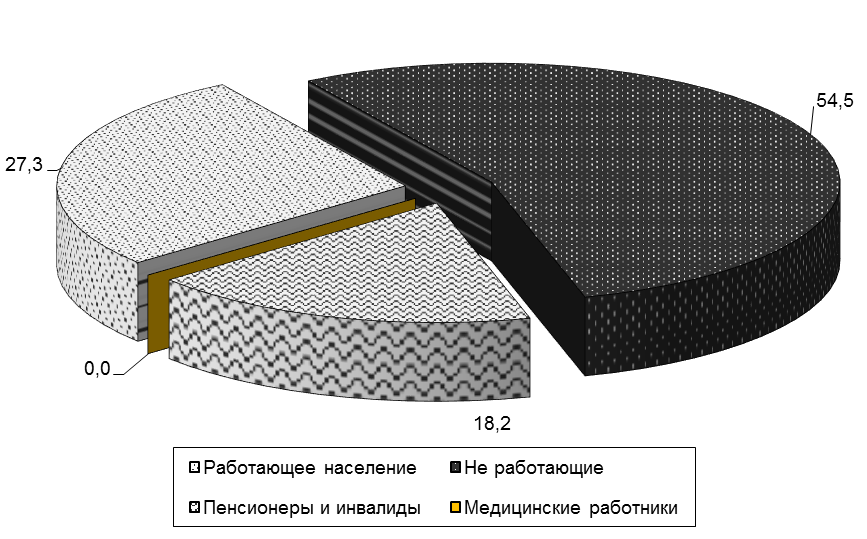 54,5
27,3
0,0
18,2
Работающее население
Не работающие
Пенсионеры и инвалиды
Медицинские работники